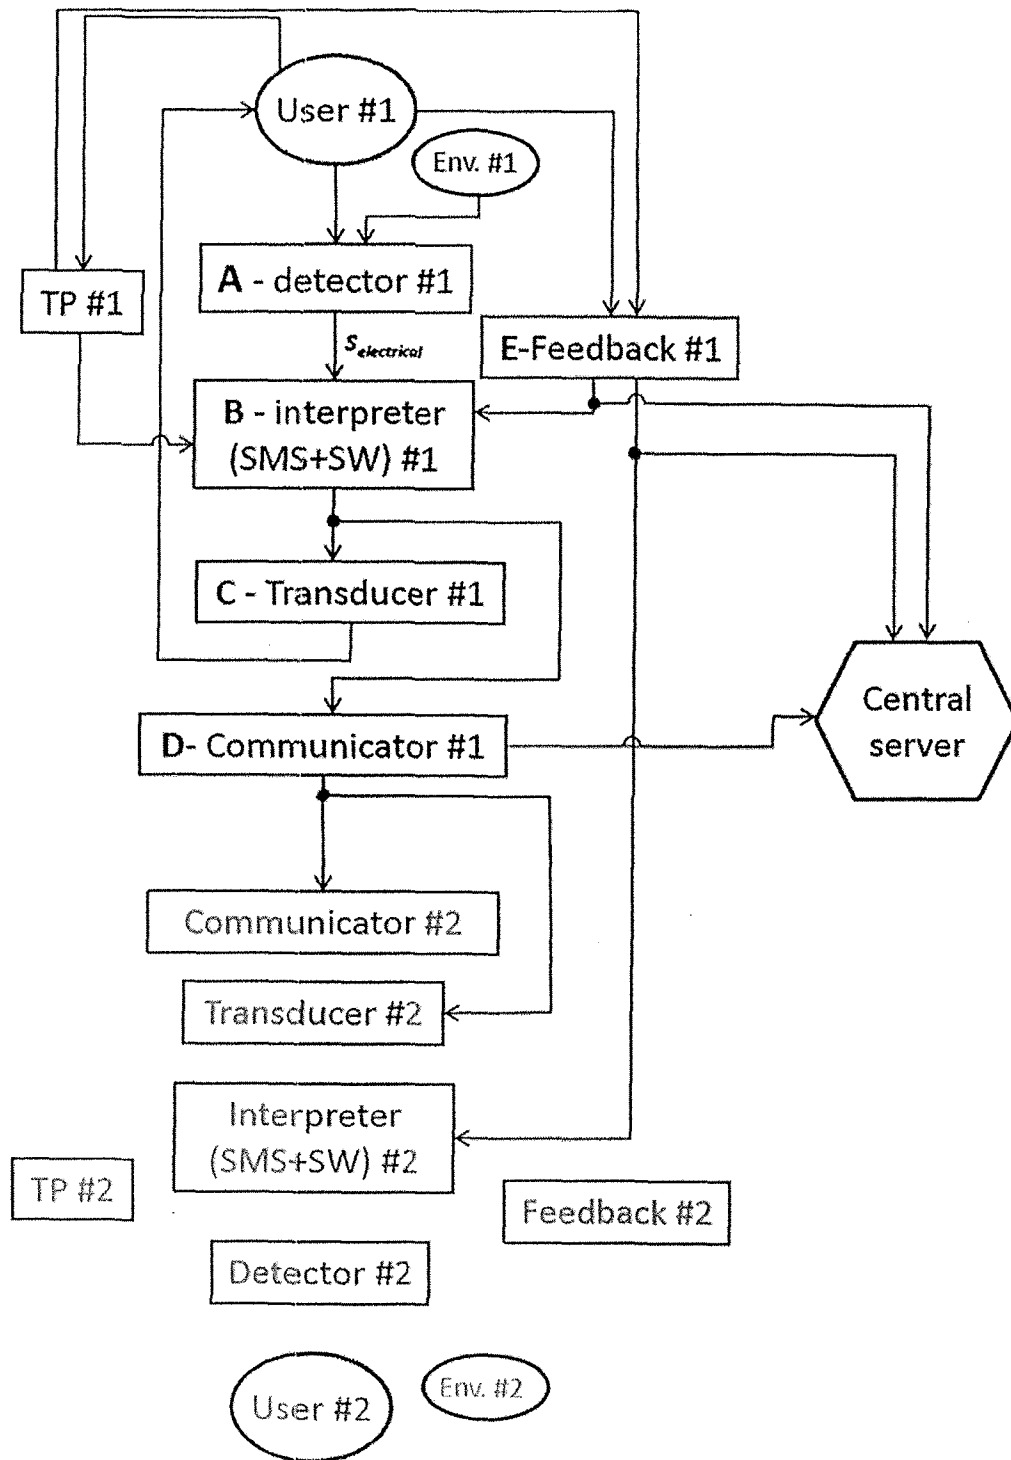 User #1
Env. #1
A - detector #1
TP #1
Selectrical
E-Feedback #1
B - interpreter
(SMS+SW) #1
C - Transducer #1
Central
server
D- Communicator #1
Communicator #2
Transducer #2
Interpreter
(SMS+SW) #2
TP #2
Feedback #2
Detector #2
User #2
Env. #2